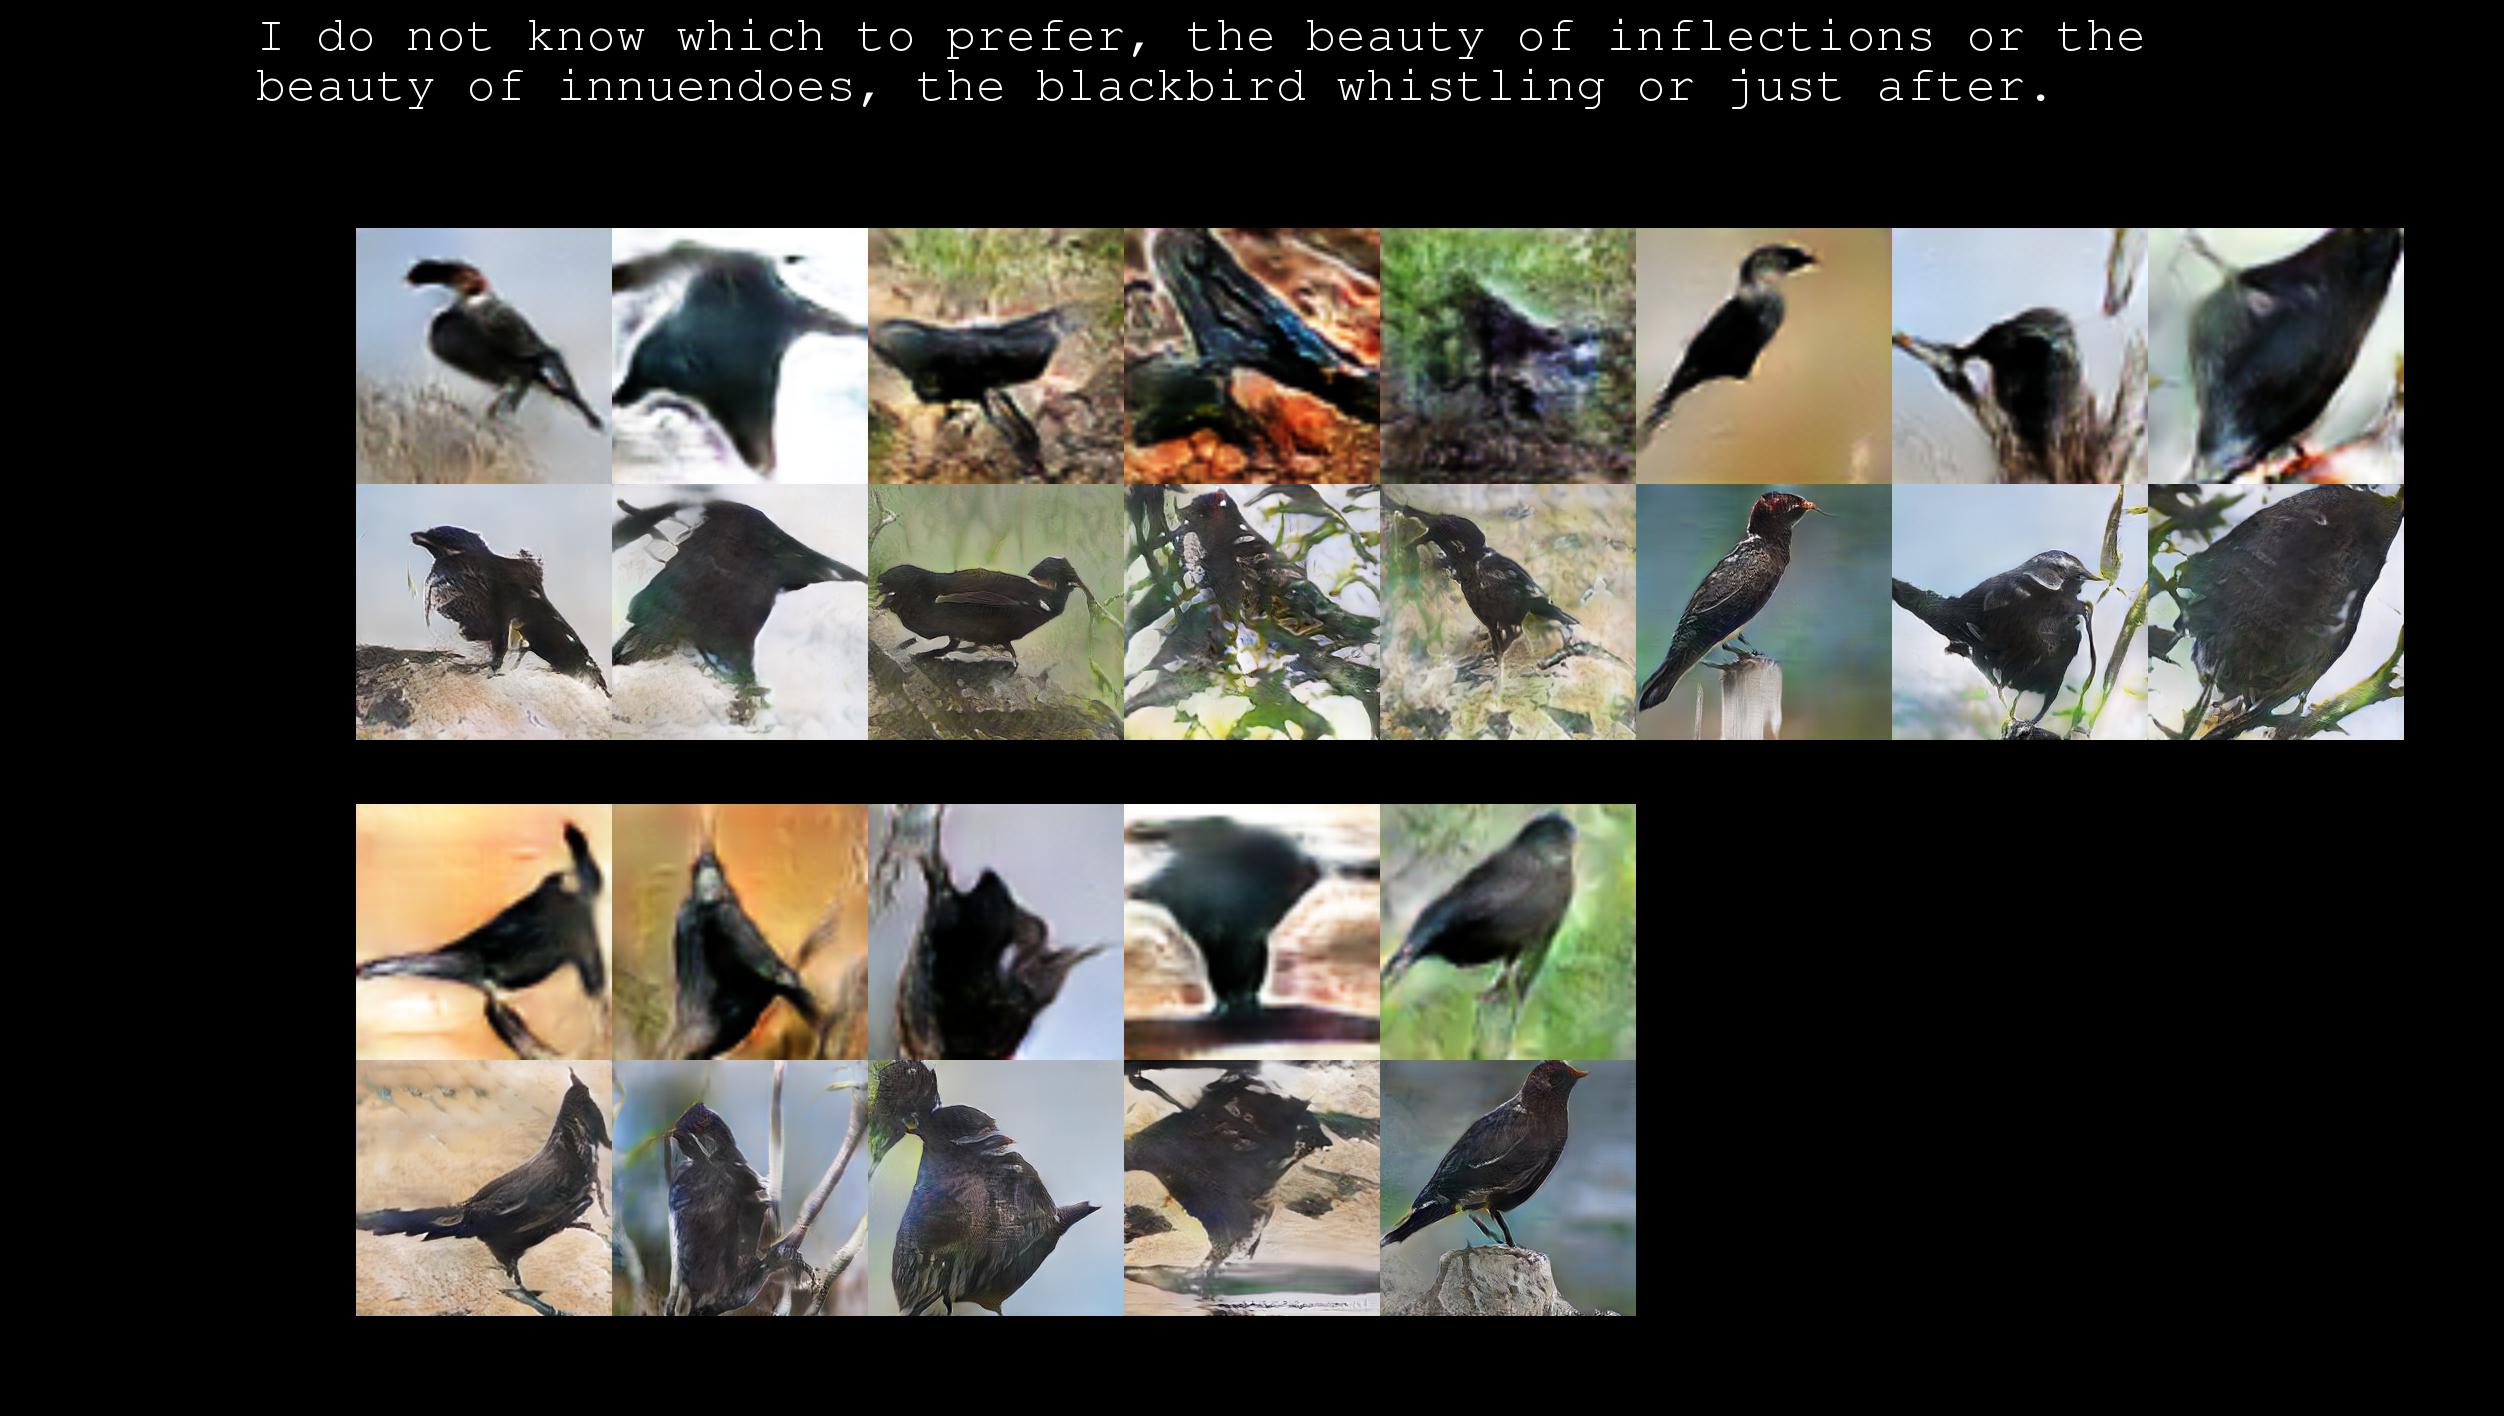 I do not know which to prefer, the beauty of inflections or the
beauty of innuendoes, the blackbird whistling or just after.